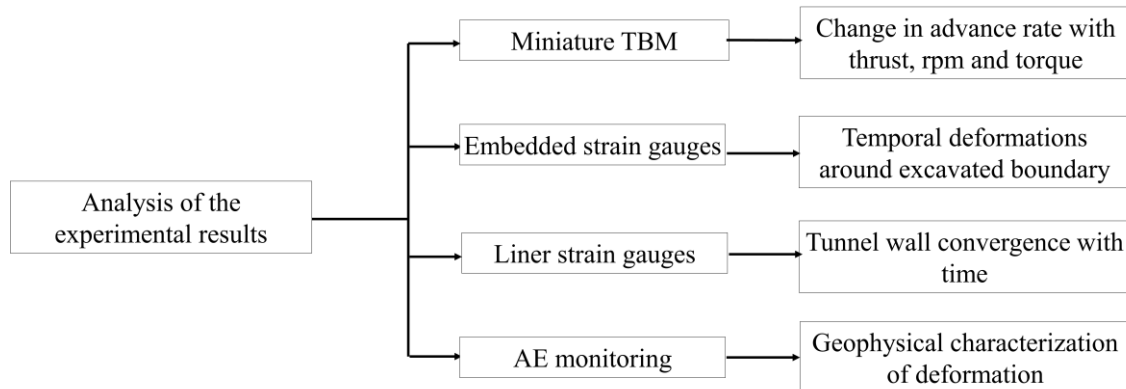 Analysis of the
experimental results
Miniature TBM
Change in advance rate with
thrust, rpm and torque
Embedded strain gauges
Temporal deformations
around excavated boundary
Liner strain gauges
Tunnel wall convergence with
time
AE monitoring
Geophysical characterization
of deformation